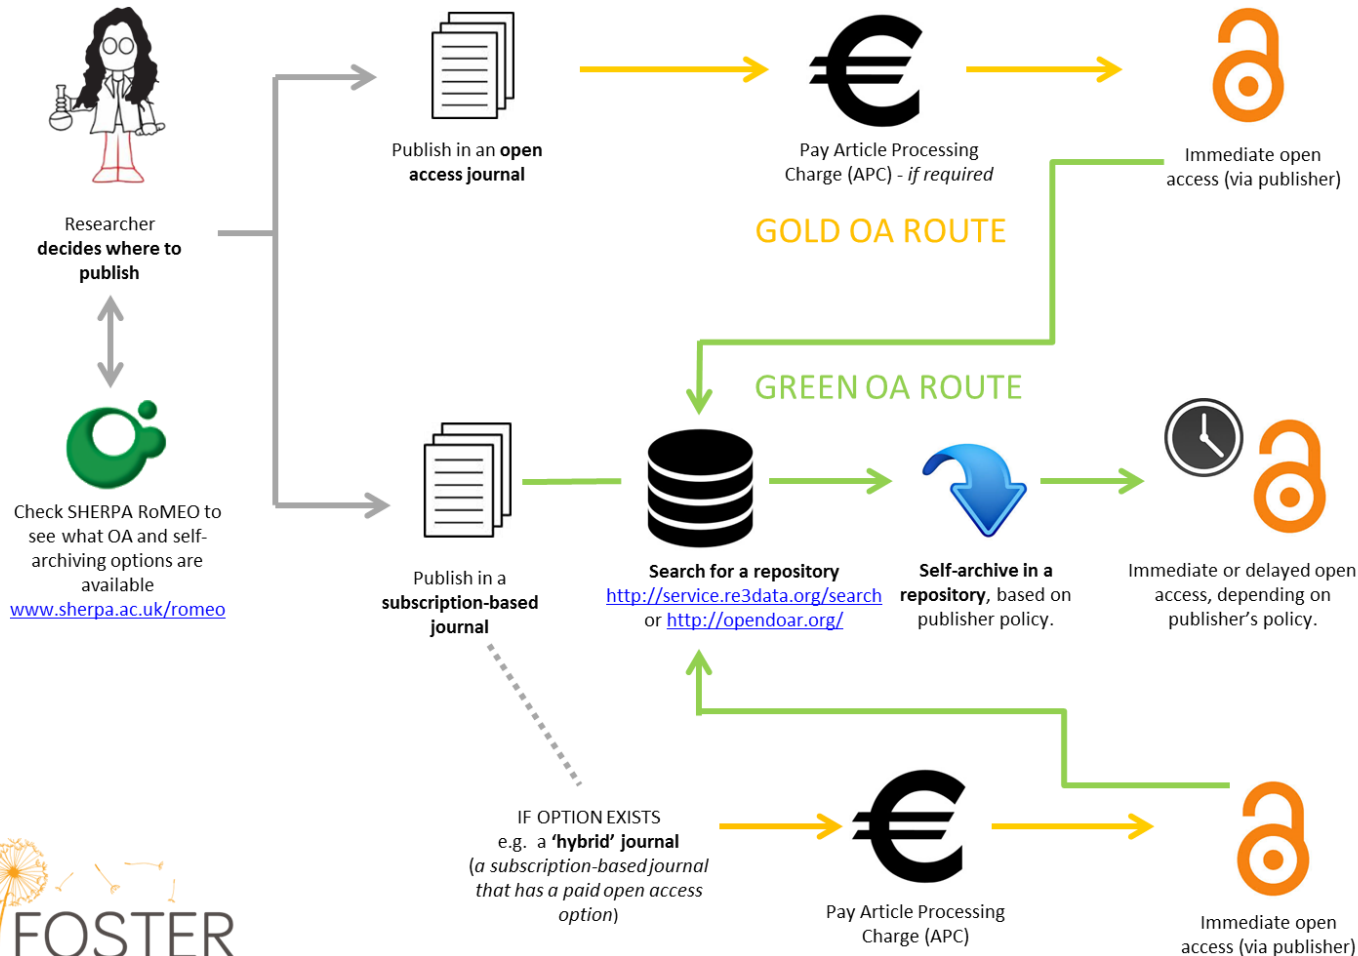 Researcher
decides where to
publish
Check SHERPA RoMEO to
see what OA and self-
archiving options are
available
www.sherpa.ac.uk/romeo
Publish in an open
access journal
Pay Article Processing
Charge (APC) - if required
Immediate open
access (via publisher)
GOLD OA ROUTE
GREEN OA ROUTE
Publish in a
subscription-based
journal
Search for a repository
http://service.re3data.org/search
or http://opendoar.org/
Self-archive in a
repository, based on
publisher policy.
Immediate or delayed open
access, depending on
publisher's policy.
IF OPTION EXISTS
e.g. a 'hybrid' journal
(a subscription-based journal
that has a paid open access
option)
Pay Article Processing
Charge (APC)
Immediate open
access (via publisher)
FOSTER